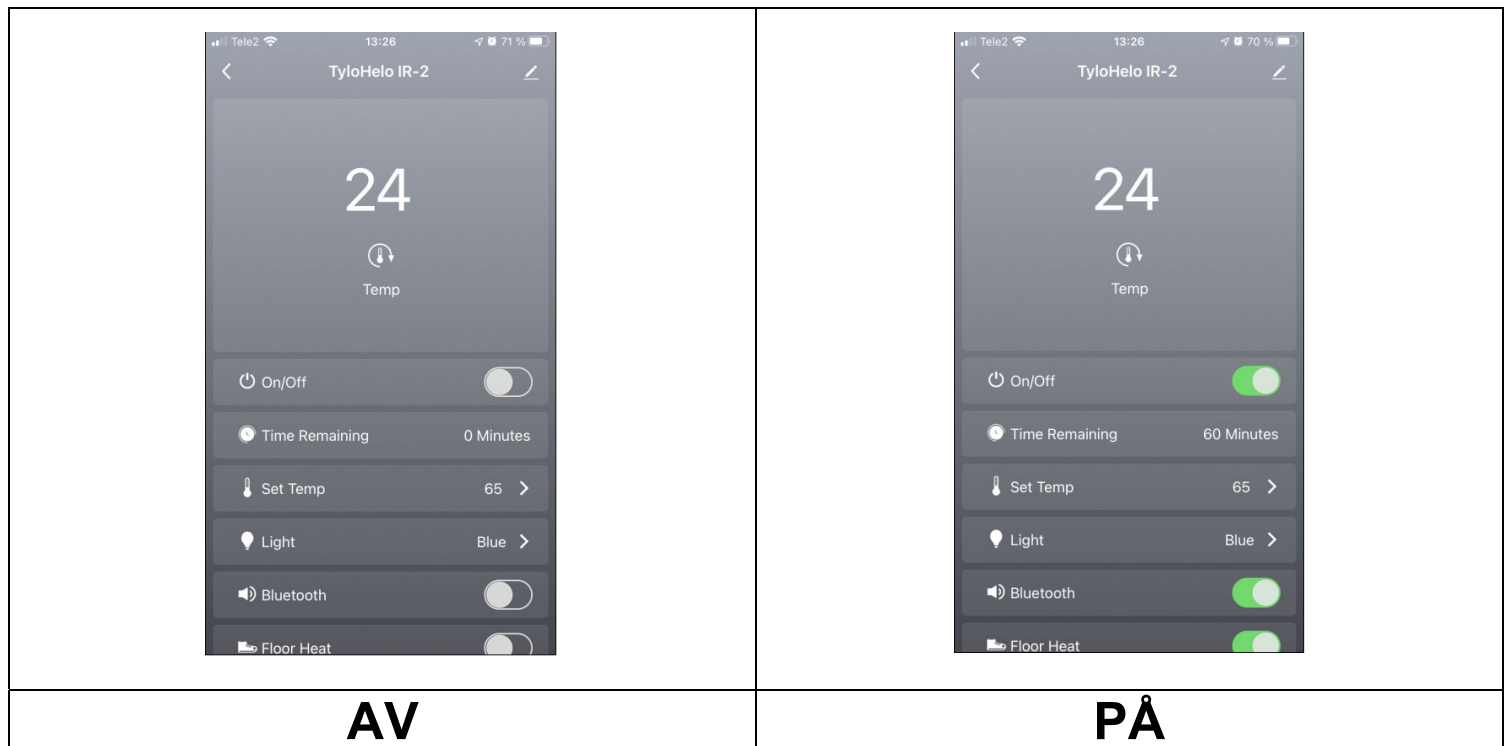 Tele2 13:26 71 %
TyloHelo IR-2
24
Temp
On/Off
Time Remaining 0 Minutes
Set Temp 65
Light Blue
Bluetooth
Floor Heat
AV
Tele2 13:26 70 %
TyloHelo IR-2
24
Temp
On/Off
Time Remaining 60 Minutes
Set Temp 65
Light Blue
Bluetooth
Floor Heat
PÅ